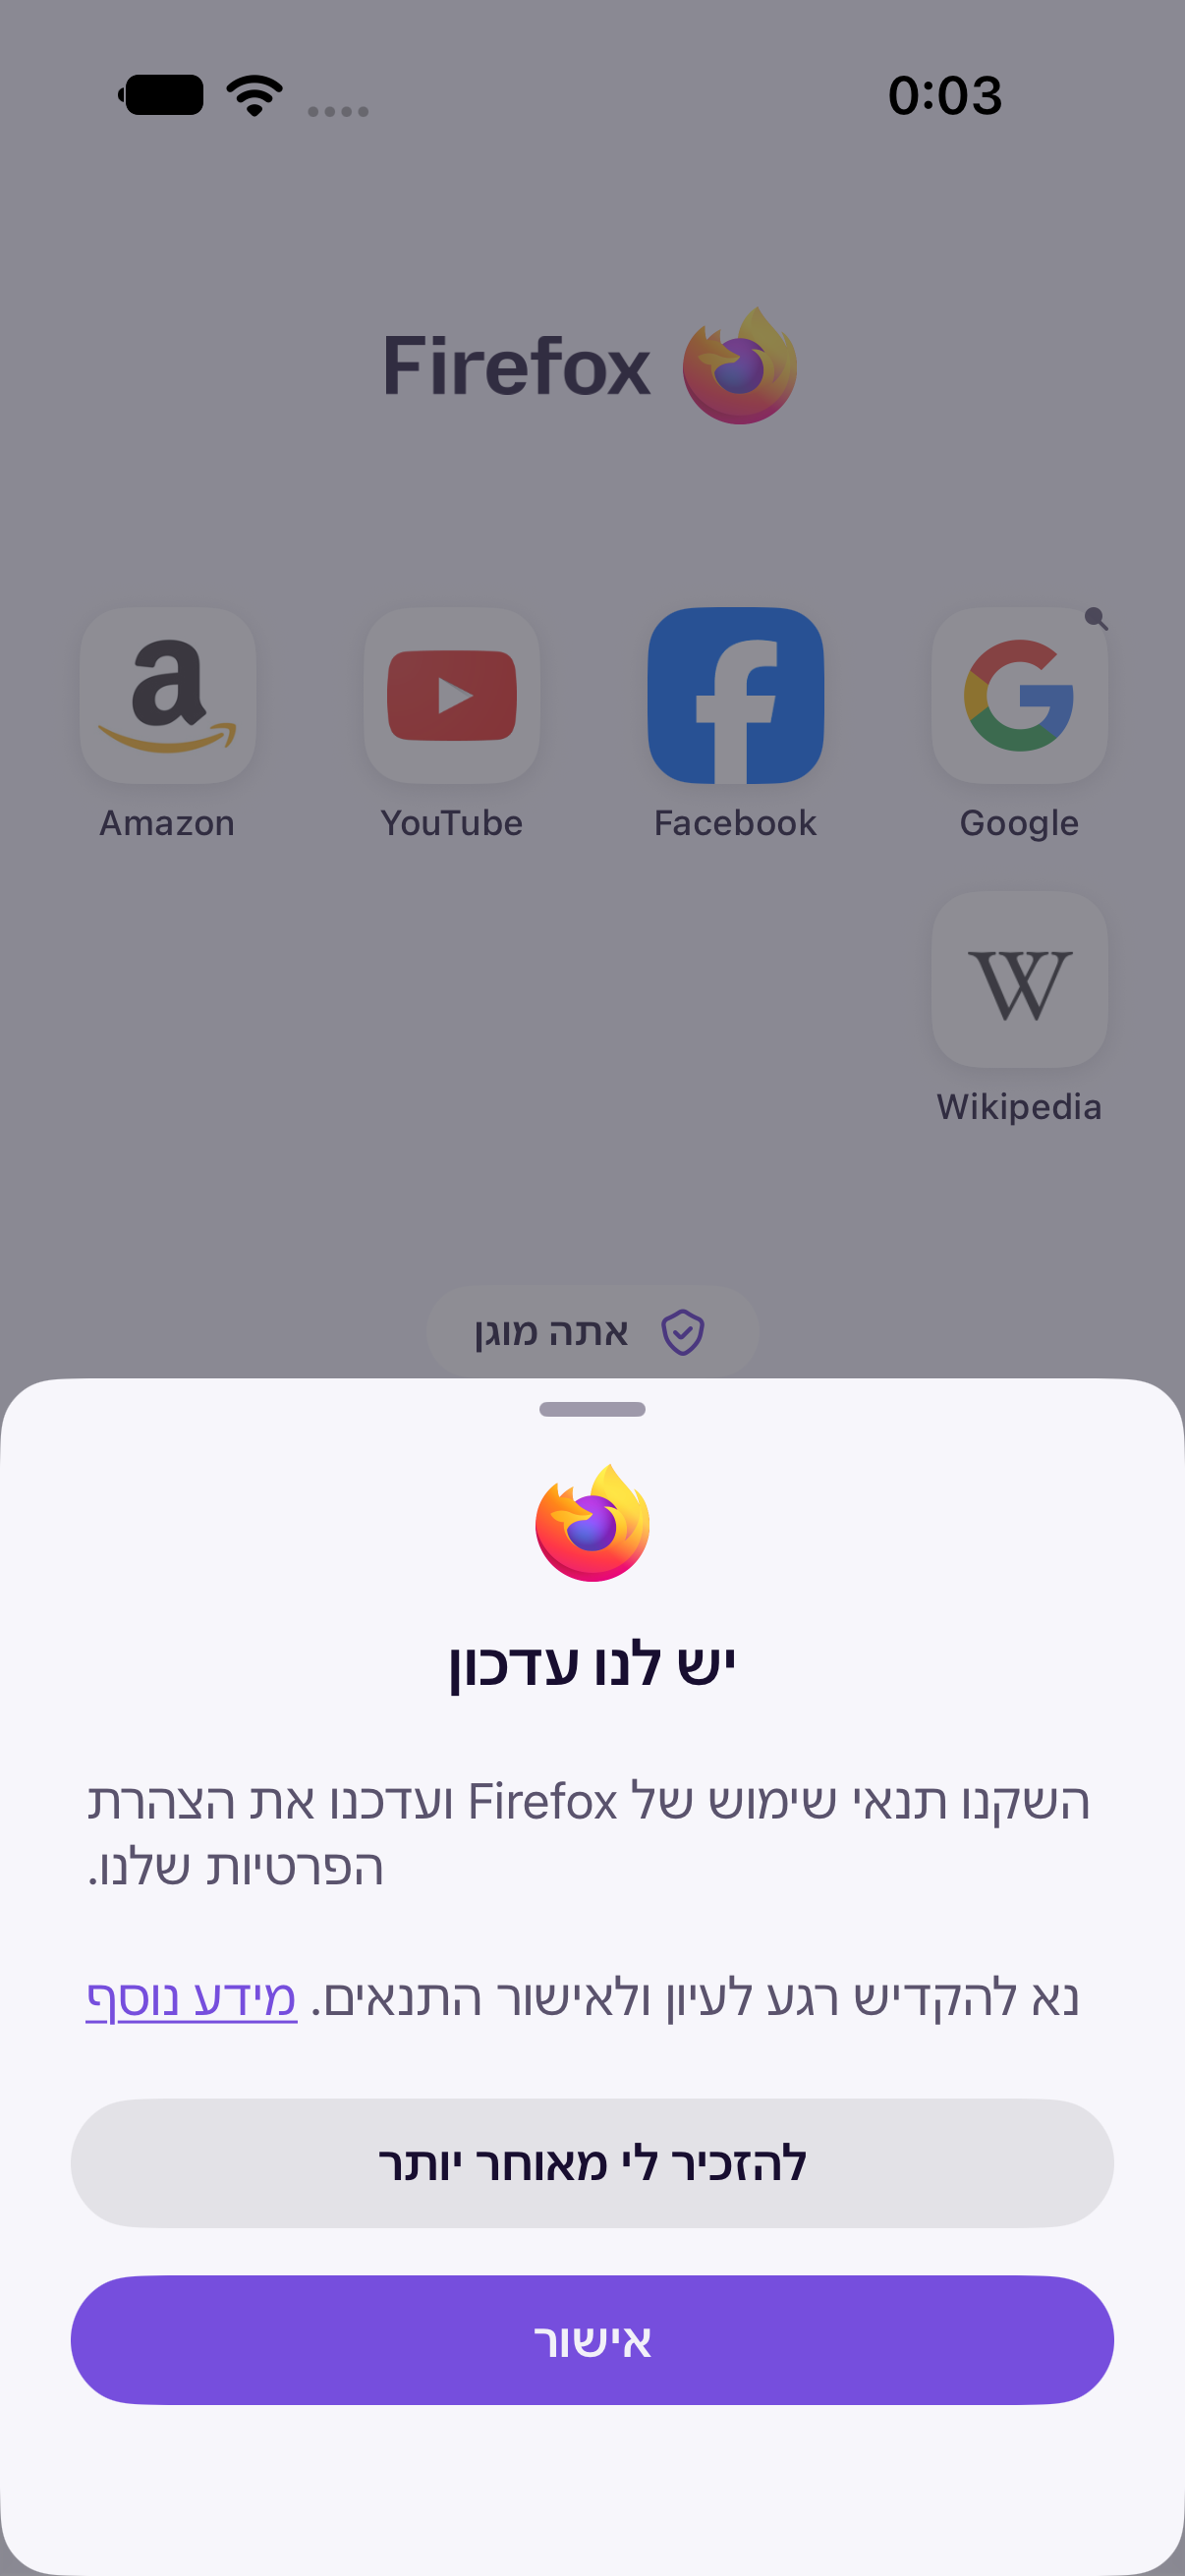 0:03
Firefox
Google
Facebook
YouTube
Amazon
Wikipedia
אתה מוגן
יש לנו עדכון
השקנו תנאי שימוש של Firefox ועדכנו את הצהרת
הפרטיות שלנו.
נא להקדיש רגע לעיון ולאישור התנאים. מידע נוסף
להזכיר לי מאוחר יותר
אישור